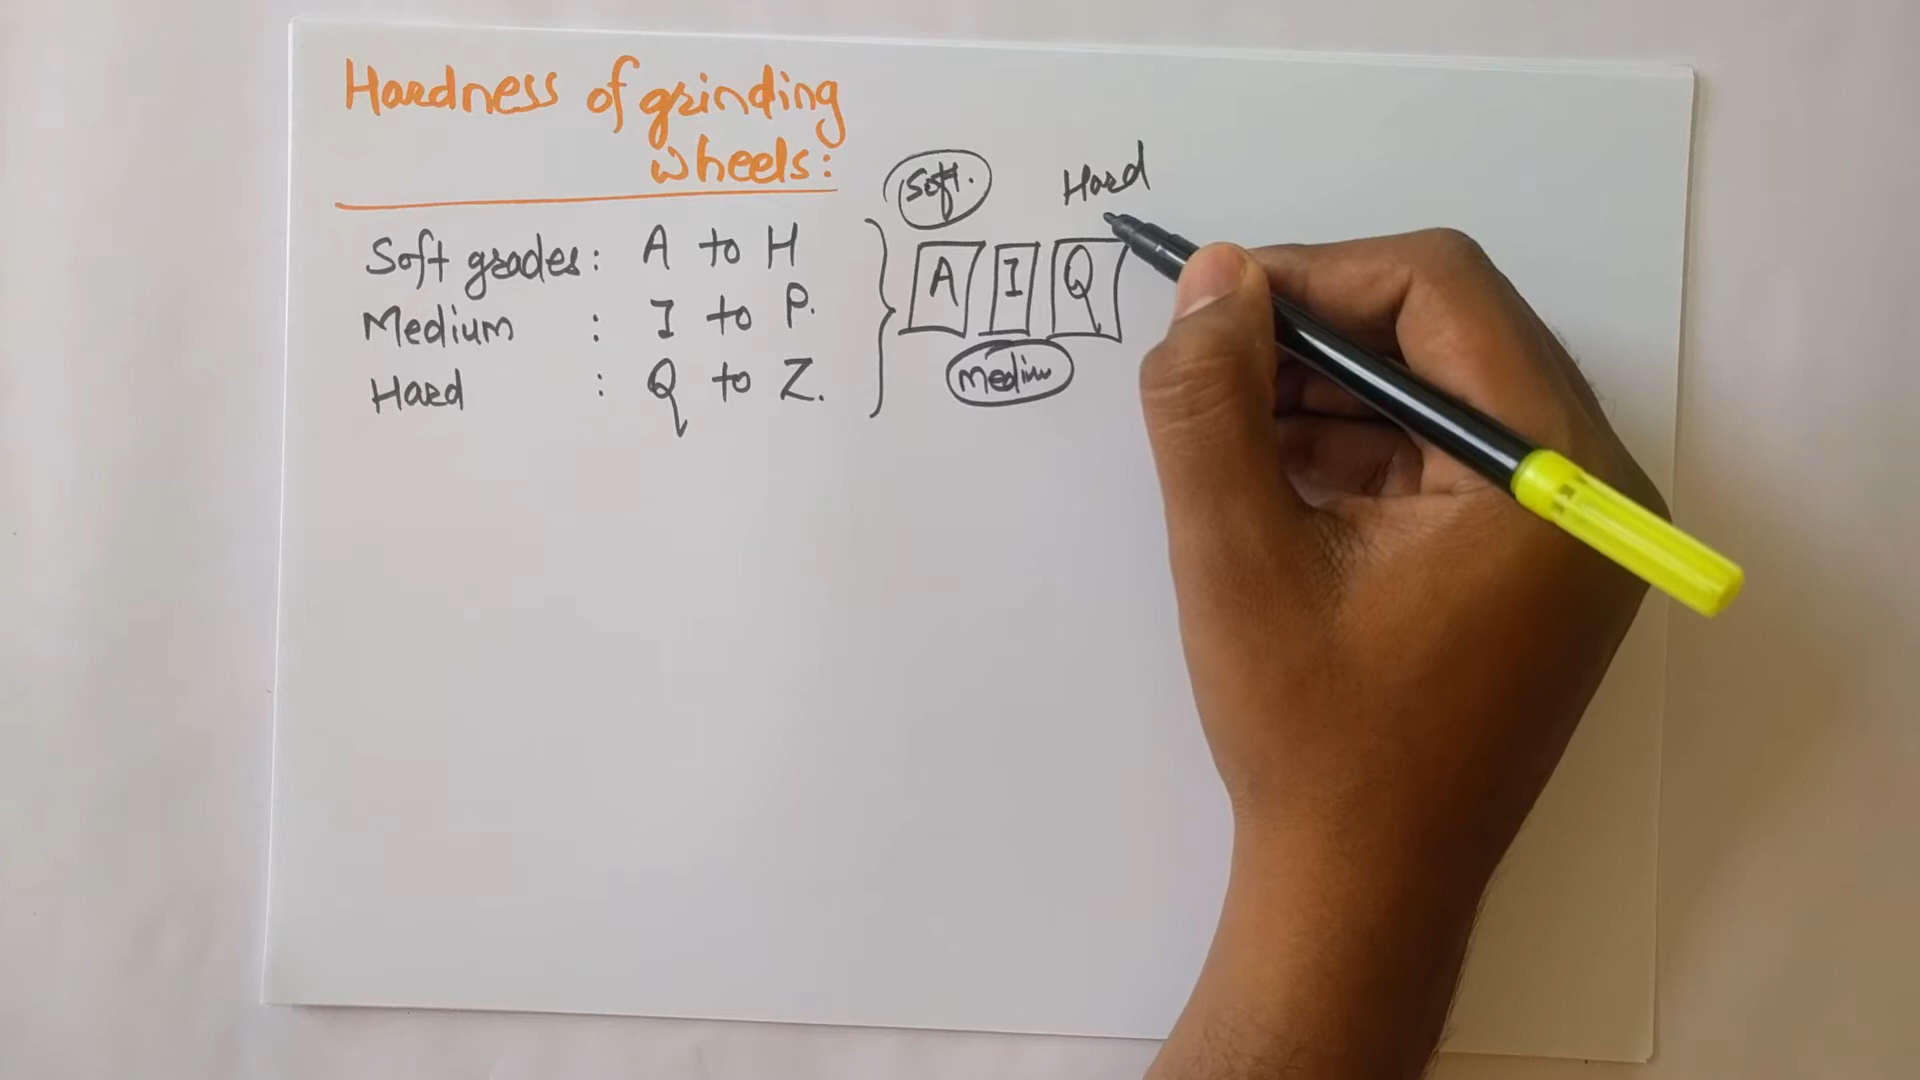 Hardness of grinding
wheels:
Soft grades: A to H
Medium : I to P.
Hard : Q to Z.
Soft. Hard
A I Q
Medium